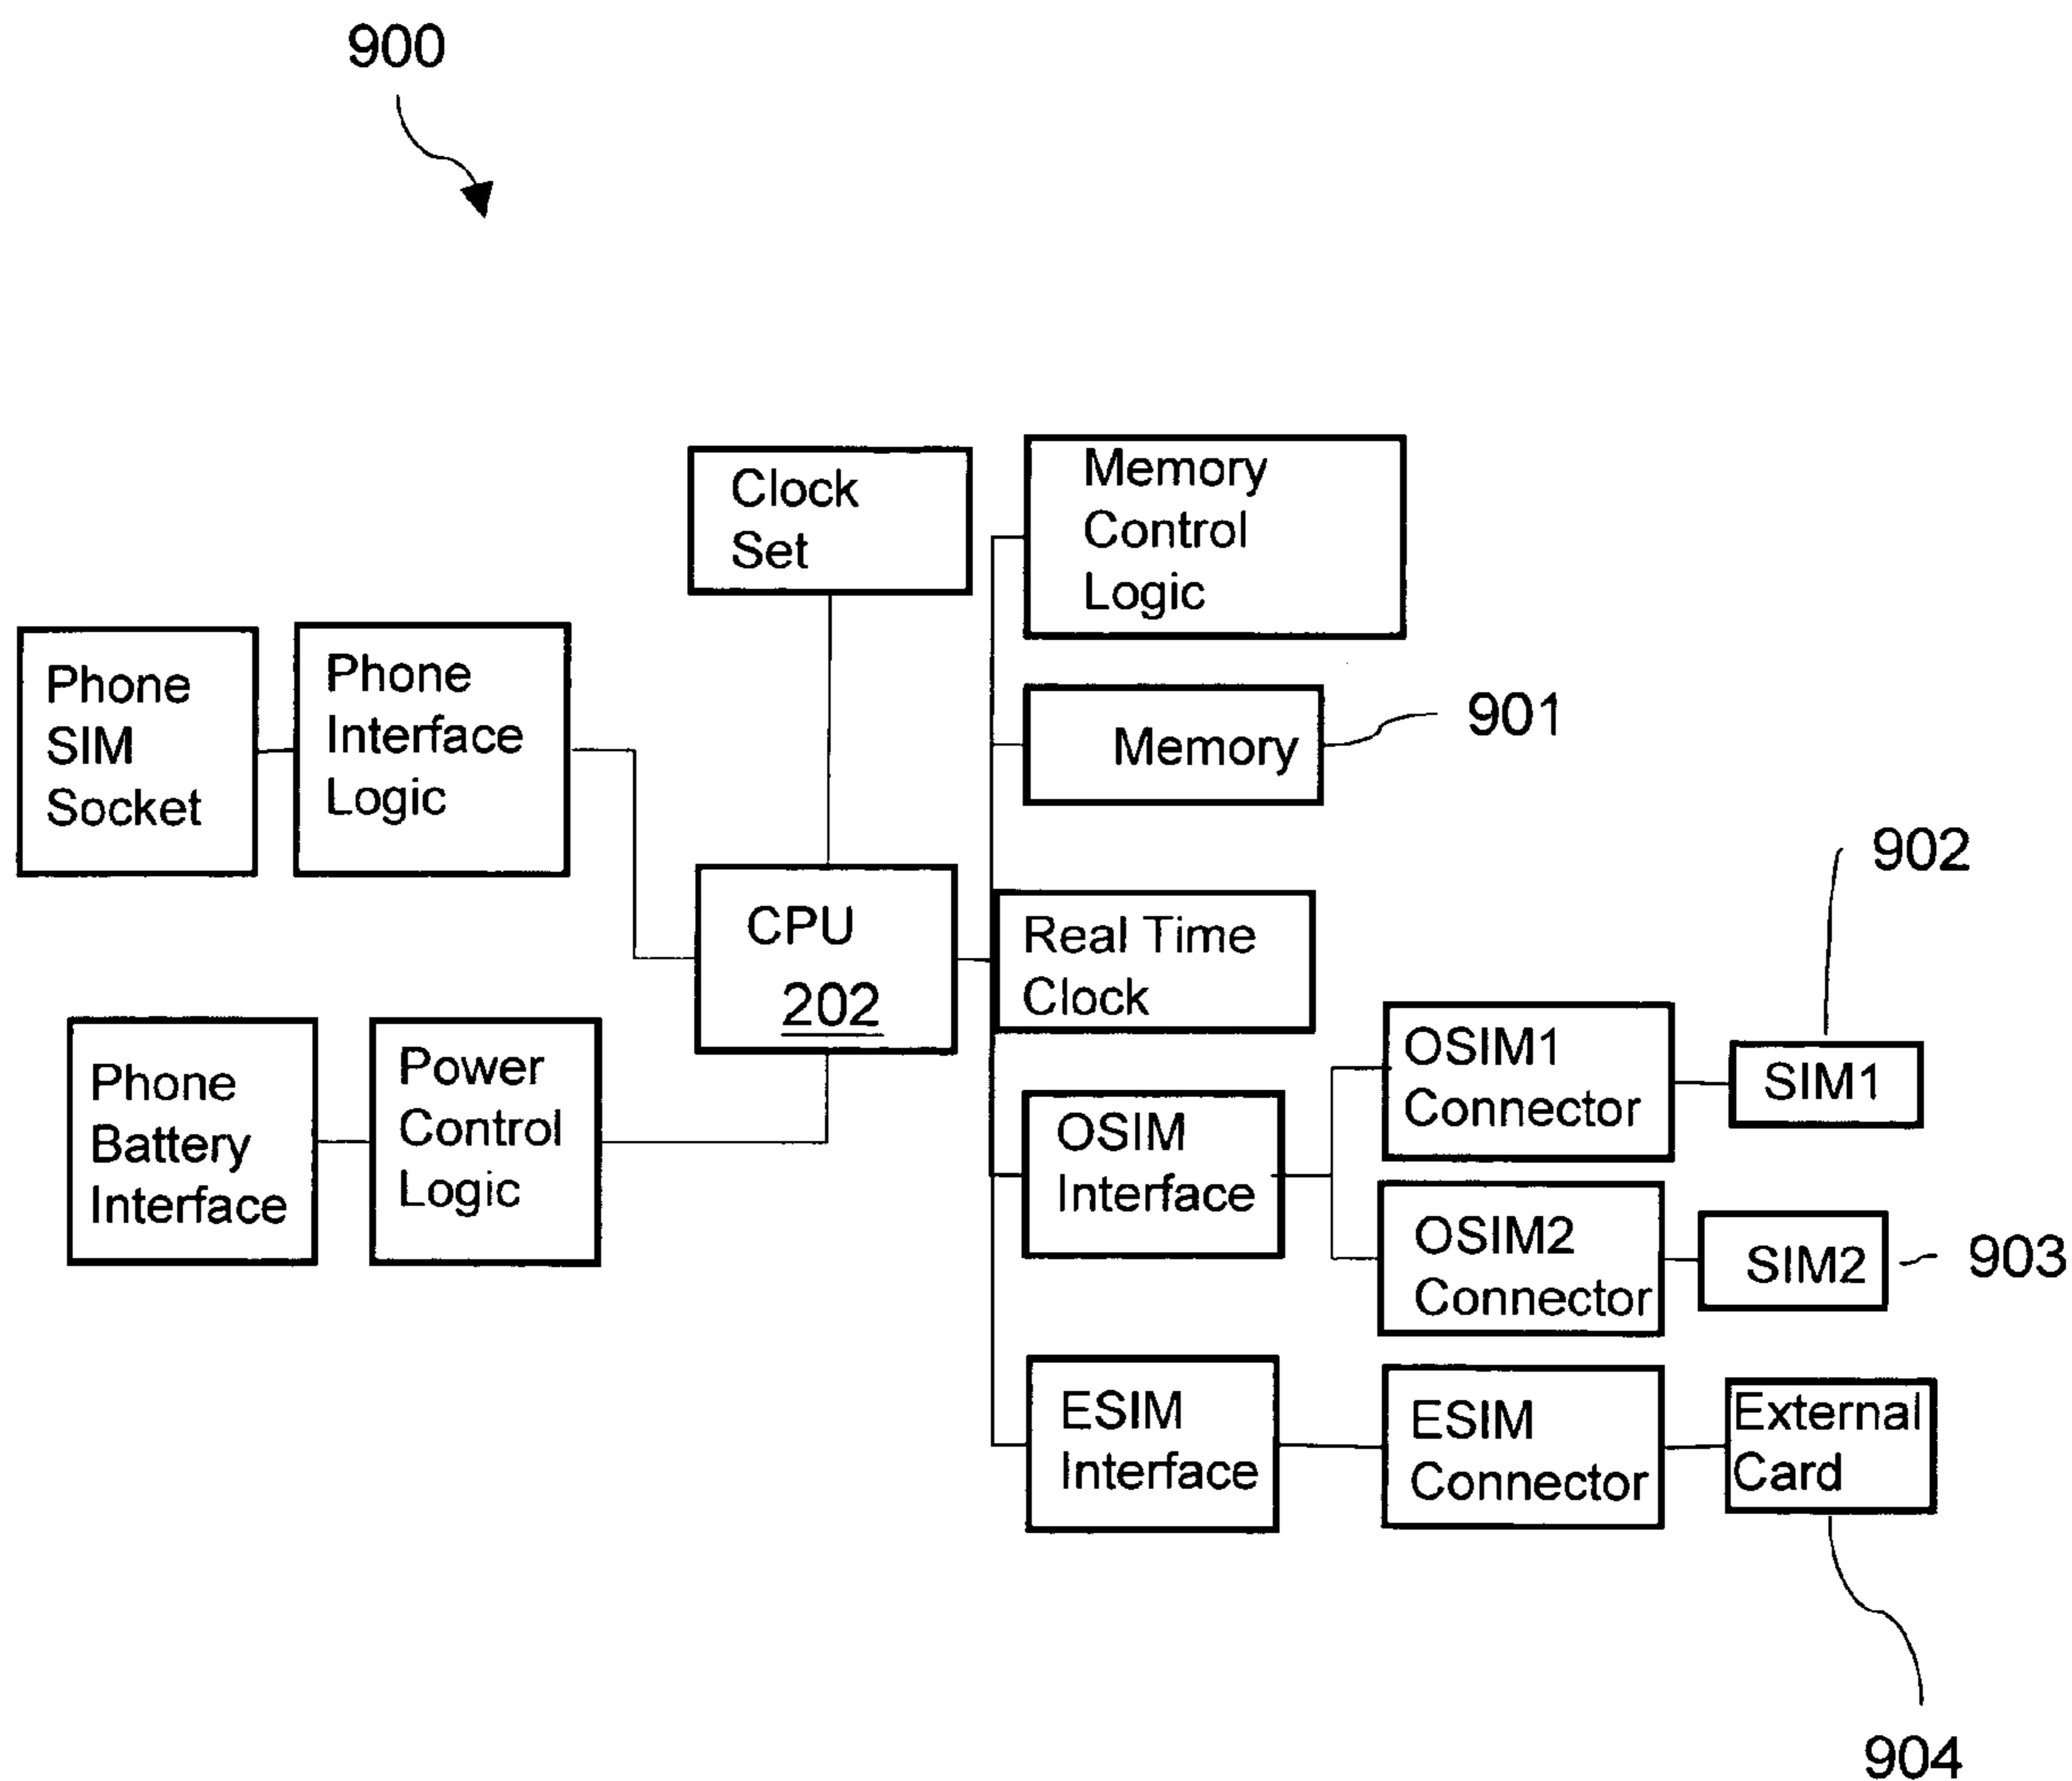 900
Clock
Set
Memory
Control
Logic
Phone
SIM
Socket
Phone
Interface
Logic
Memory
901
902
CPU
202
Real Time
Clock
Phone
Battery
Interface
Power
Control
Logic
OSIM
Interface
OSIM1
Connector
SIM1
OSIM2
Connector
SIM2
903
ESIM
Interface
ESIM
Connector
External
Card
904